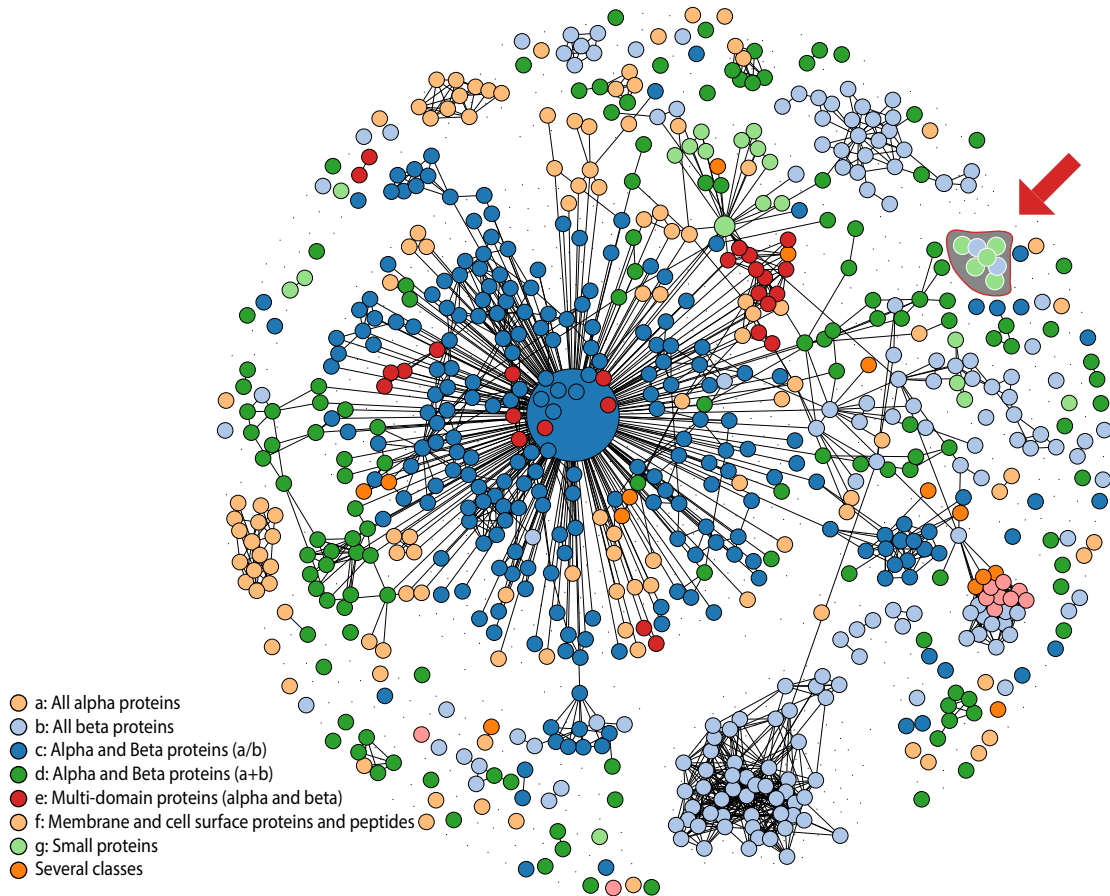 a: All alpha proteins
b: All beta proteins
c: Alpha and Beta proteins (a/b)
d: Alpha and Beta proteins (a+b)
e: Multi-domain proteins (alpha and beta)
f: Membrane and cell surface proteins and peptides
g: Small proteins
Several classes